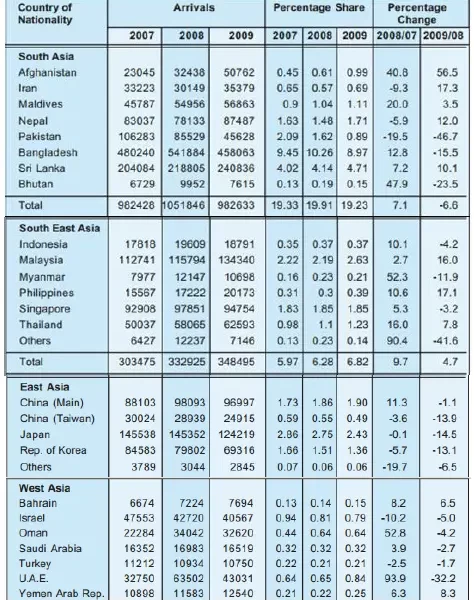 Country of Nationality Arrivals Percentage Share Percentage Change
2007 2008 2009 2007 2008 2009 2008/07 2009/08
South Asia
Afghanistan 23045 32438 50762 0.45 0.61 0.99 40.8 56.5
Iran 33223 30149 35379 0.65 0.57 0.69 -9.3 17.3
Maldives 45787 54956 56863 0.9 1.04 1.11 20.0 3.5
Nepal 83037 78133 87487 1.63 1.48 1.71 -5.9 12.0
Pakistan 106283 85529 45628 2.09 1.62 0.89 -19.5 -46.7
Bangladesh 480240 541884 458063 9.45 10.26 8.97 12.8 -15.5
Sri Lanka 204084 218805 240836 4.02 4.14 4.71 7.2 10.1
Bhutan 6729 9952 7615 0.13 0.19 0.15 47.9 -23.5
Total 982428 1051846 982633 19.33 19.91 19.23 7.1 -6.6
South East Asia
Indonesia 17818 19609 18791 0.35 0.37 0.37 10.1 -4.2
Malaysia 112741 115794 134340 2.22 2.19 2.63 2.7 16.0
Myanmar 7977 12147 10698 0.16 0.23 0.21 52.3 -11.9
Philippines 15567 17222 20173 0.31 0.3 0.39 10.6 17.1
Singapore 92908 97851 94754 1.83 1.85 1.85 5.3 -3.2
Thailand 50037 58065 62593 0.98 1.1 1.23 16.0 7.8
Others 6427 12237 7146 0.13 0.23 0.14 90.4 -41.6
Total 303475 332925 348495 5.97 6.28 6.82 9.7 4.7
East Asia
China (Main) 88103 98093 96997 1.73 1.86 1.90 11.3 -1.1
China (Taiwan) 30024 28939 24915 0.59 0.55 0.49 -3.6 -13.9
Japan 145538 145352 124219 2.86 2.75 2.43 -0.1 -14.5
Rep. of Korea 84583 79802 69316 1.66 1.51 1.36 -5.7 -13.1
Others 3789 3044 2845 0.07 0.06 0.06 -19.7 -6.5
West Asia
Bahrain 6674 7224 7694 0.13 0.14 0.15 8.2 6.5
Israel 47553 42720 40567 0.94 0.81 0.79 -10.2 -5.0
Oman 22284 34042 32620 0.44 0.64 0.64 52.8 -4.2
Saudi Arabia 16352 16983 16519 0.32 0.32 0.32 3.9 -2.7
Turkey 11212 10934 10750 0.22 0.21 0.21 -2.5 -1.7
U.A.E. 32750 63502 43031 0.64 0.65 0.84 93.9 -32.2
Yemen Arab Rep. 10898 11583 12540 0.21 0.22 0.25 6.3 8.3